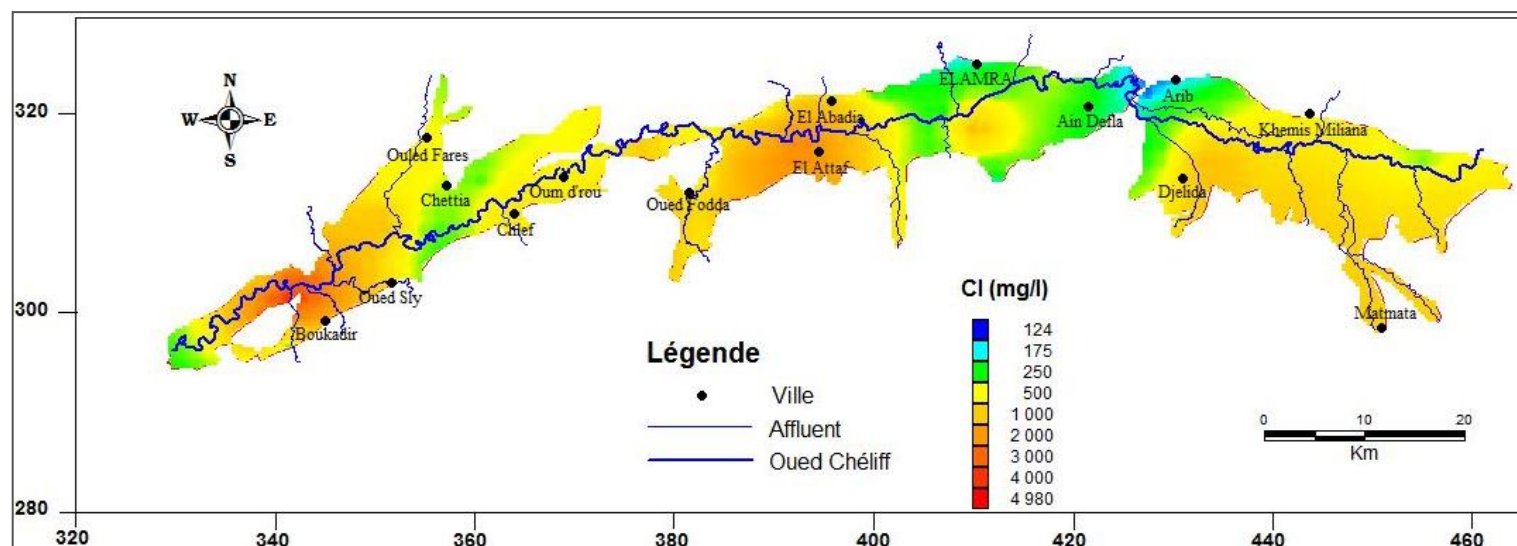 N
W E
S
320
300
280
320 340 360 380 400 420 440 460
ELAMRA
Arib
El Abadia
Ain Defla
Khemis Miliana
Ouled Fares
El Attaf
Chettia
Oum d'rou
Oued Fodda
Djelida
Chlef
Oued Sly
Boukadir
Matmata
Légende
Ville
Affluent
Oued Chéliff
Cl (mg/l)
124
175
250
500
1 000
2 000
3 000
4 000
4 980
0 10 20
Km